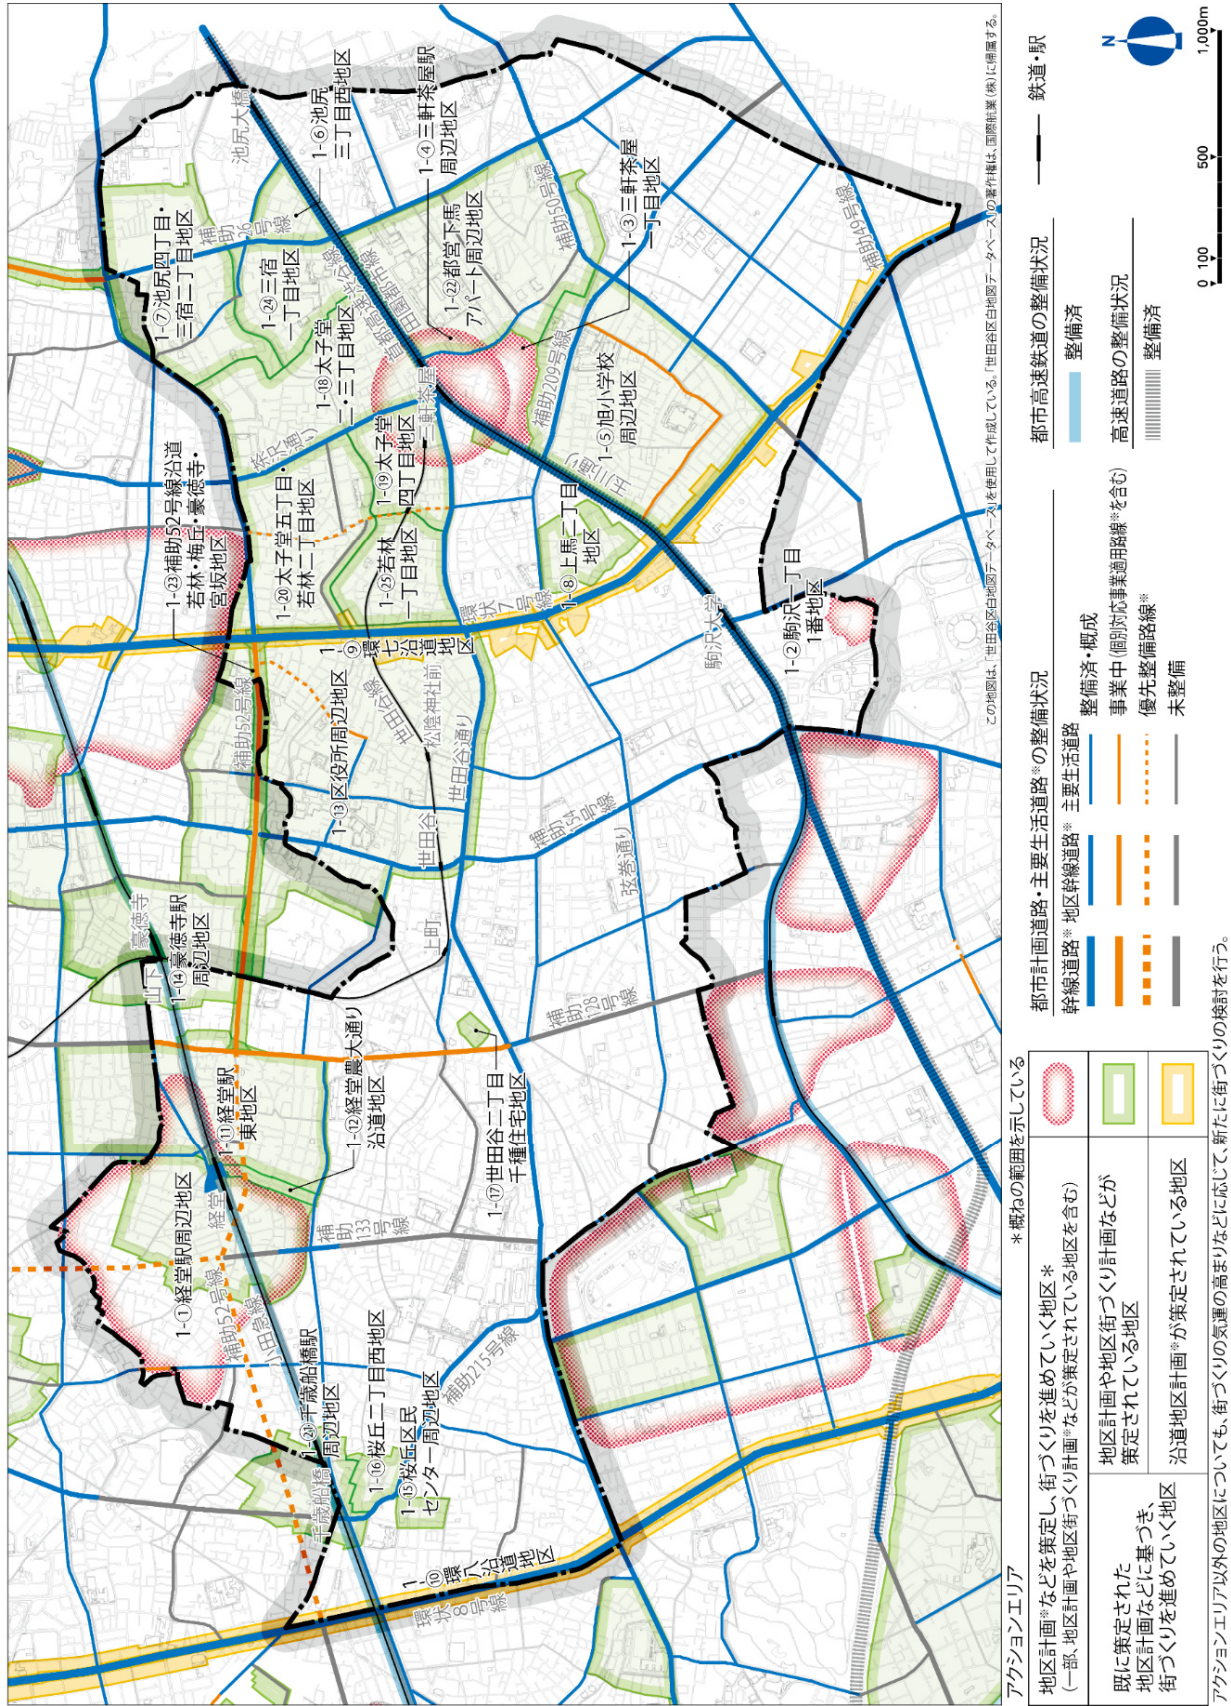 1-①経堂駅周辺地区
1-⑪経堂駅
東地区
1-⑫経堂農大通り
沿道地区
1-⑭豪徳寺駅
周辺地区
1-㉑千歳船橋駅
周辺地区
1-⑯桜丘二丁目西地区
1-⑮桜丘区民
センター周辺地区
1-⑩環八沿道地区
1-⑰世田谷二丁目
千種住宅地区
1-⑬区役所周辺地区
1-⑨環七沿道地区
1-㉓補助52号線沿道
若林・梅丘・豪徳寺・
宮坂地区
1-⑳太子堂五丁目・
若林二丁目地区
1-㉕若林
一丁目地区
1-⑲太子堂
四丁目地区
1-⑱太子堂
二・三丁目地区
1-㉔三宿
一丁目地区
1-⑦池尻四丁目・
三宿二丁目地区
1-⑥池尻
三丁目西地区
1-④三軒茶屋駅
周辺地区
1-㉒都営下馬
アパート周辺地区
1-③三軒茶屋
一丁目地区
1-⑤旭小学校
周辺地区
1-⑧上馬二丁目
地区
1-②駒沢一丁目
1番地区
補助52号線
小田急線
経堂
千歳船橋
環状8号線
補助215号線
補助133号線
補助128号線
山下
豪徳寺
上町
世田谷
世田谷通り
松陰神社前
世田谷線
補助52号線
補助154号線
弦巻通り
環状7号線
駒沢大学
玉川通り
茶沢通り
三軒茶屋
首都高速渋谷線
田園都市線
補助26号線
池尻大橋
補助209号線
補助50号線
補助49号線
この地図は、「世田谷区白地図データベース」を使用して作成している。「世田谷区白地図データベース」の著作権は、国際航業(株)に帰属する。
アクションエリア
*概ねの範囲を示している
地区計画※などを策定し、街づくりを進めていく地区*
(一部、地区計画や地区街づくり計画※などが策定されている地区を含む)
既に策定された
地区計画などに基づき、
街づくりを進めていく地区
地区計画や地区街づくり計画などが
策定されている地区
沿道地区計画※が策定されている地区
アクションエリア以外の地区についても、街づくりの気運の高まりなどに応じて、新たに街づくりの検討を行う。
都市計画道路・主要生活道路※の整備状況
幹線道路※ 地区幹線道路※ 主要生活道路
整備済・概成
事業中(個別対応事業適用路線※を含む)
優先整備路線※
未整備
都市高速鉄道の整備状況
整備済
高速道路の整備状況
整備済
鉄道・駅
N
0 100 500 1,000m